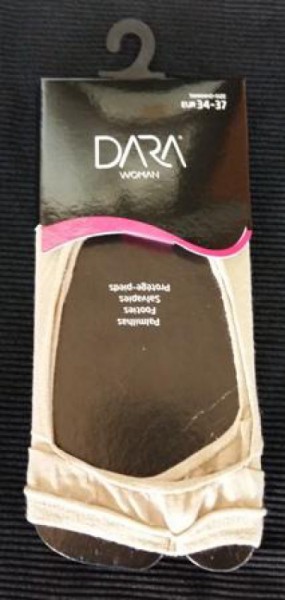 EUR 34-37
DARA®
WOMAN
Palmilhas
Footies
Salvapies
Protège-pieds